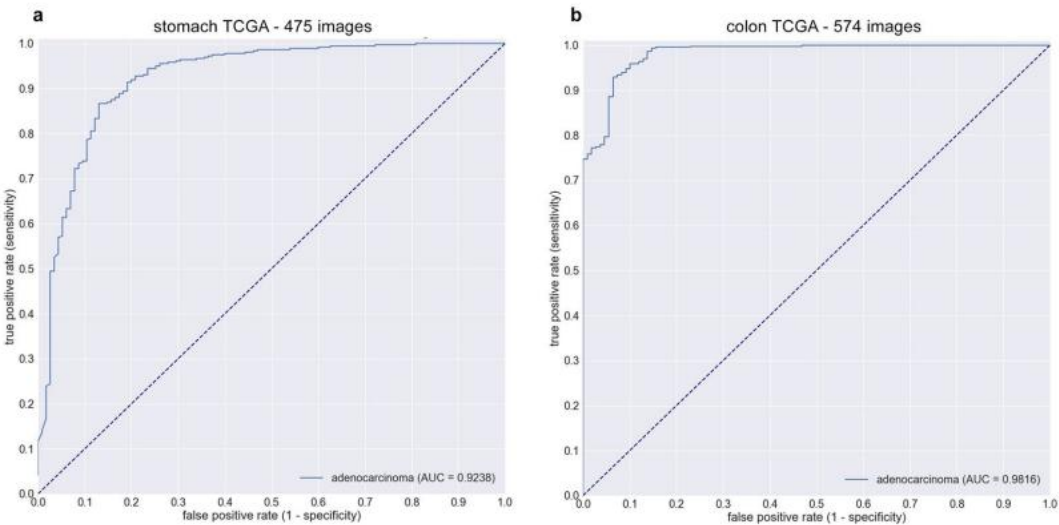 a
stomach TCGA - 475 images
1.0
0.9
0.8
0.7
0.6
0.5
0.4
0.3
0.2
0.1
0.0
true positive rate (sensitivity)
adenocarcinoma (AUC = 0.9238)
0.0 0.1 0.2 0.3 0.4 0.5 0.6 0.7 0.8 0.9 1.0
false positive rate (1 - specificity)
b
colon TCGA - 574 images
1.0
0.9
0.8
0.7
0.6
0.5
0.4
0.3
0.2
0.1
0.0
true positive rate (sensitivity)
adenocarcinoma (AUC = 0.9816)
0.0 0.1 0.2 0.3 0.4 0.5 0.6 0.7 0.8 0.9 1.0
false positive rate (1 - specificity)